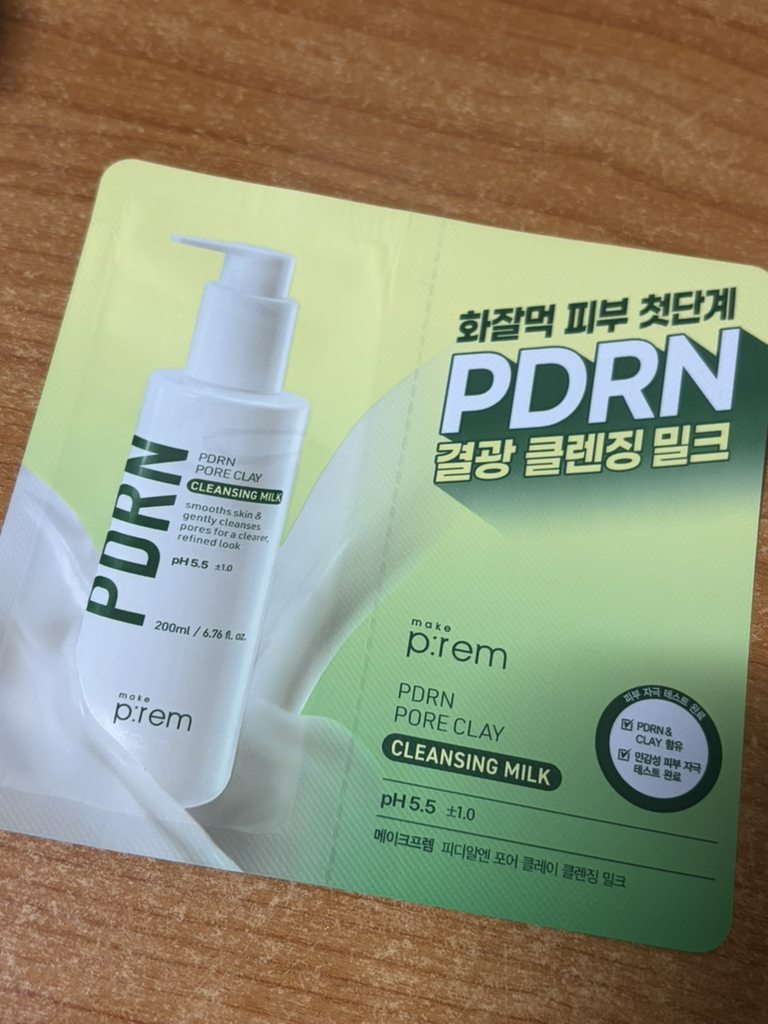 PDRN
PDRN
PORE CLAY
CLEANSING MILK
smooths skin &
gently cleanses
pores for a clearer,
refined look
pH 5.5 ±1.0
200ml / 6.76 fl. oz.
make
p:rem
화잘먹 피부 첫단계
PDRN
결광 클렌징 밀크
make
p:rem
PDRN
PORE CLAY
CLEANSING MILK
pH 5.5 ±1.0
메이크프렘 피디알엔 포어 클레이 클렌징 밀크
피부 자극 테스트 완료
PDRN &
CLAY 함유
민감성 피부 자극
테스트 완료